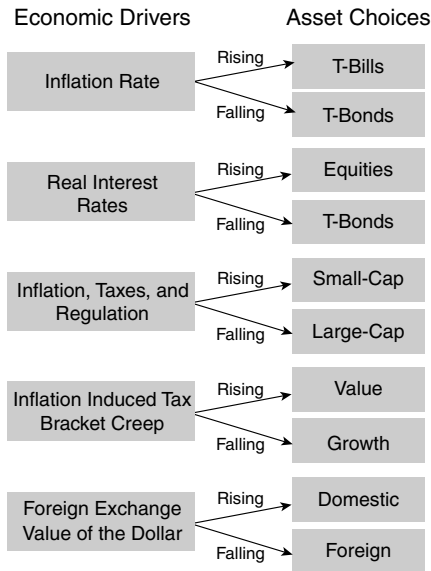 Economic Drivers
Asset Choices
Inflation Rate
Rising
T-Bills
Falling
T-Bonds
Real Interest
Rates
Rising
Equities
Falling
T-Bonds
Inflation, Taxes, and
Regulation
Rising
Small-Cap
Falling
Large-Cap
Inflation Induced Tax
Bracket Creep
Rising
Value
Falling
Growth
Foreign Exchange
Value of the Dollar
Rising
Domestic
Falling
Foreign